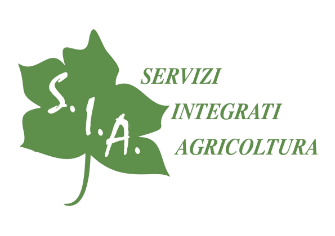 S.I.A.
SERVIZI
INTEGRATI
AGRICOLTURA